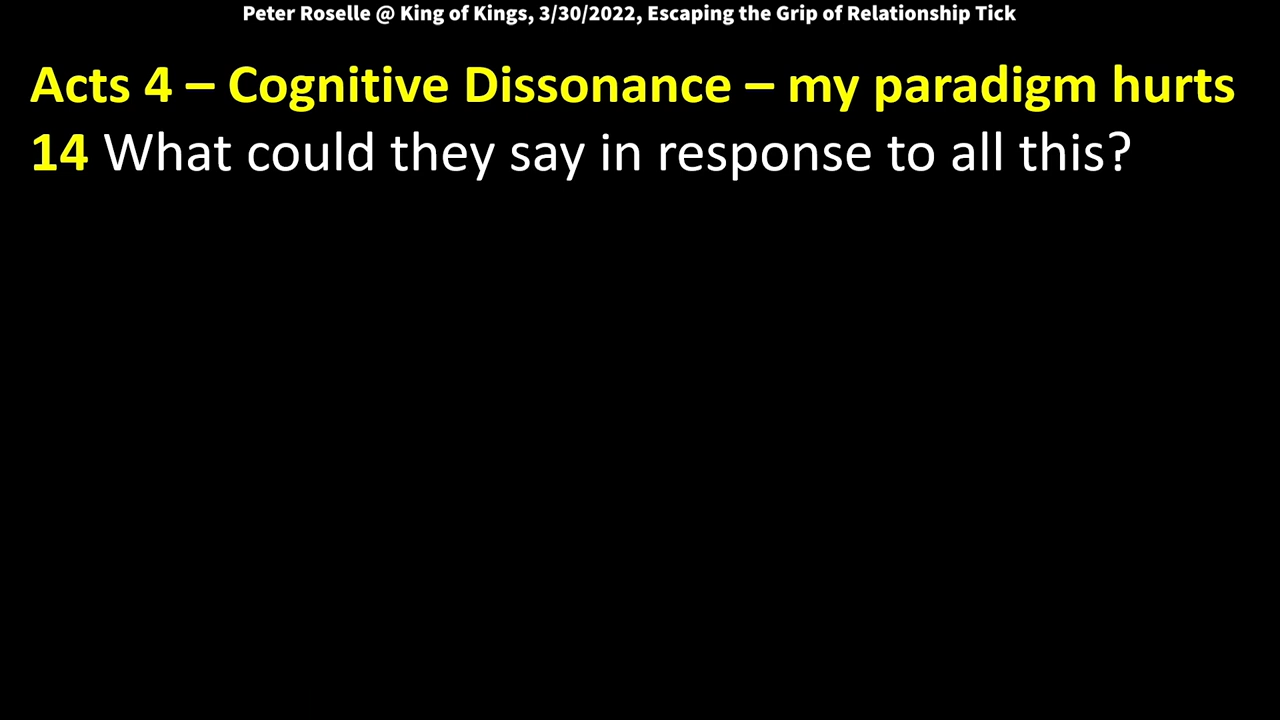 Peter Roselle @ King of Kings, 3/30/2022, Escaping the Grip of Relationship Tick
Acts 4 – Cognitive Dissonance – my paradigm hurts
14 What could they say in response to all this?